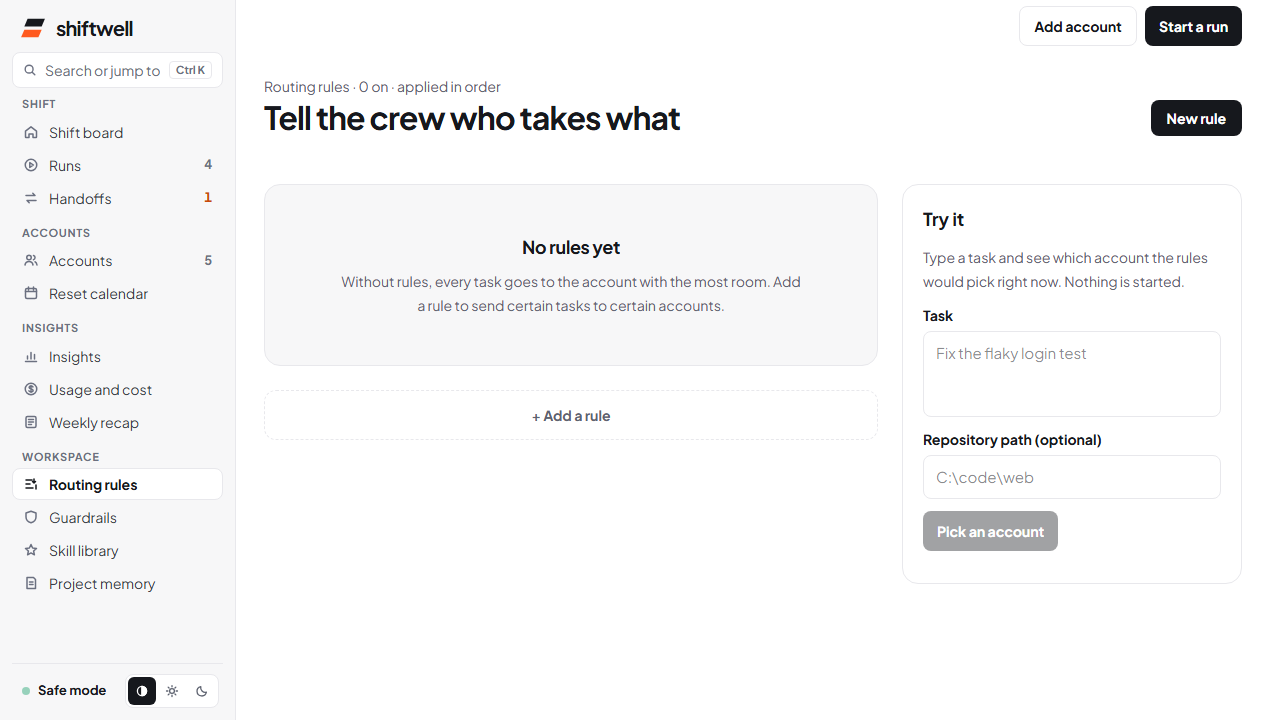 shiftwell
Search or jump to
Ctrl K
SHIFT
Shift board
Runs
4
Handoffs
1
ACCOUNTS
Accounts
5
Reset calendar
INSIGHTS
Insights
Usage and cost
Weekly recap
WORKSPACE
Routing rules
Guardrails
Skill library
Project memory
Safe mode
Add account
Start a run
Routing rules · 0 on · applied in order
Tell the crew who takes what
New rule
No rules yet
Without rules, every task goes to the account with the most room. Add
a rule to send certain tasks to certain accounts.
+ Add a rule
Try it
Type a task and see which account the rules
would pick right now. Nothing is started.
Task
Fix the flaky login test
Repository path (optional)
C:\code\web
Pick an account